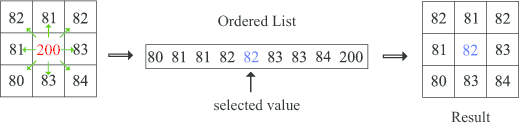 82 81 82
81 200 83
80 83 84
Ordered List
80 81 81 82 82 83 83 84 200
selected value
82 81 82
81 82 83
80 83 84
Result